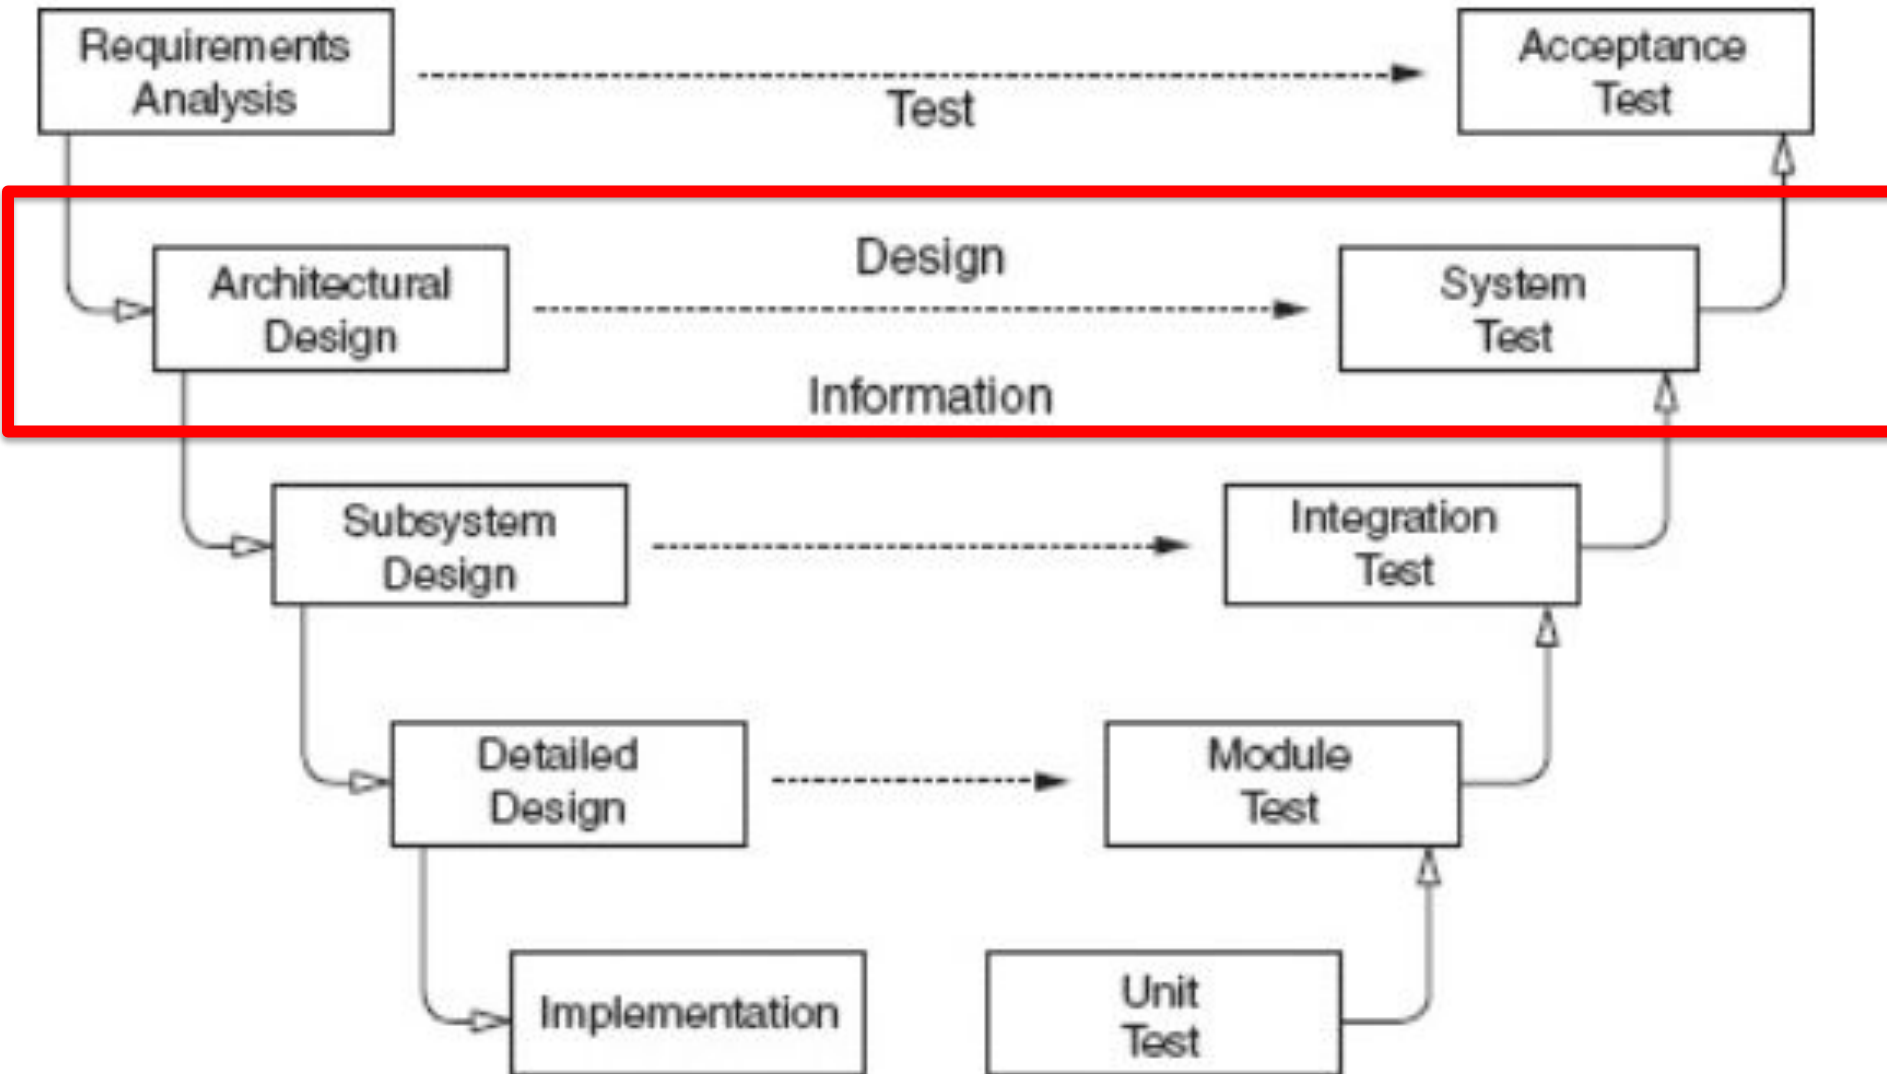 Requirements
Analysis
Test
Acceptance
Test
Architectural
Design
Design
Information
System
Test
Subsystem
Design
Integration
Test
Detailed
Design
Module
Test
Implementation
Unit
Test